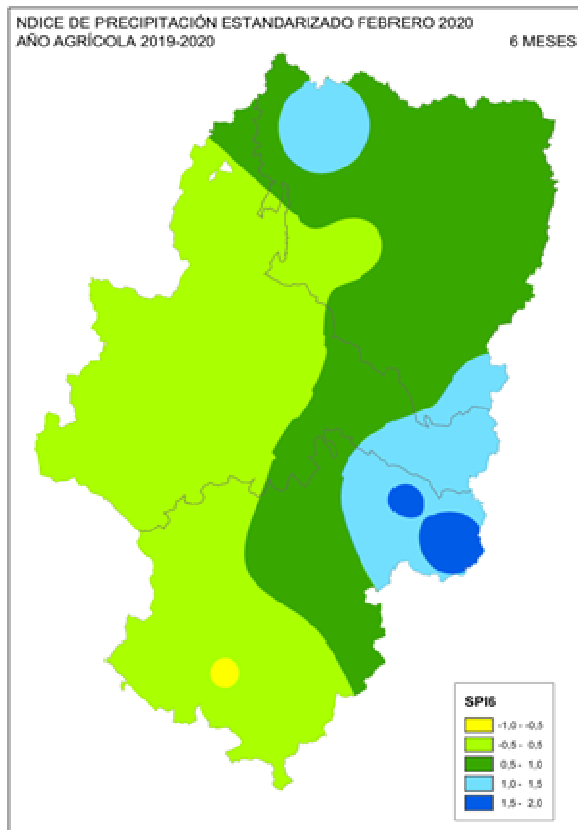 NDICE DE PRECIPITACIÓN ESTANDARIZADO FEBRERO 2020
AÑO AGRÍCOLA 2019-2020 6 MESES
SPI6
-1,0 - -0,5
-0,5 - 0,5
0,5 - 1,0
1,0 - 1,5
1,5 - 2,0